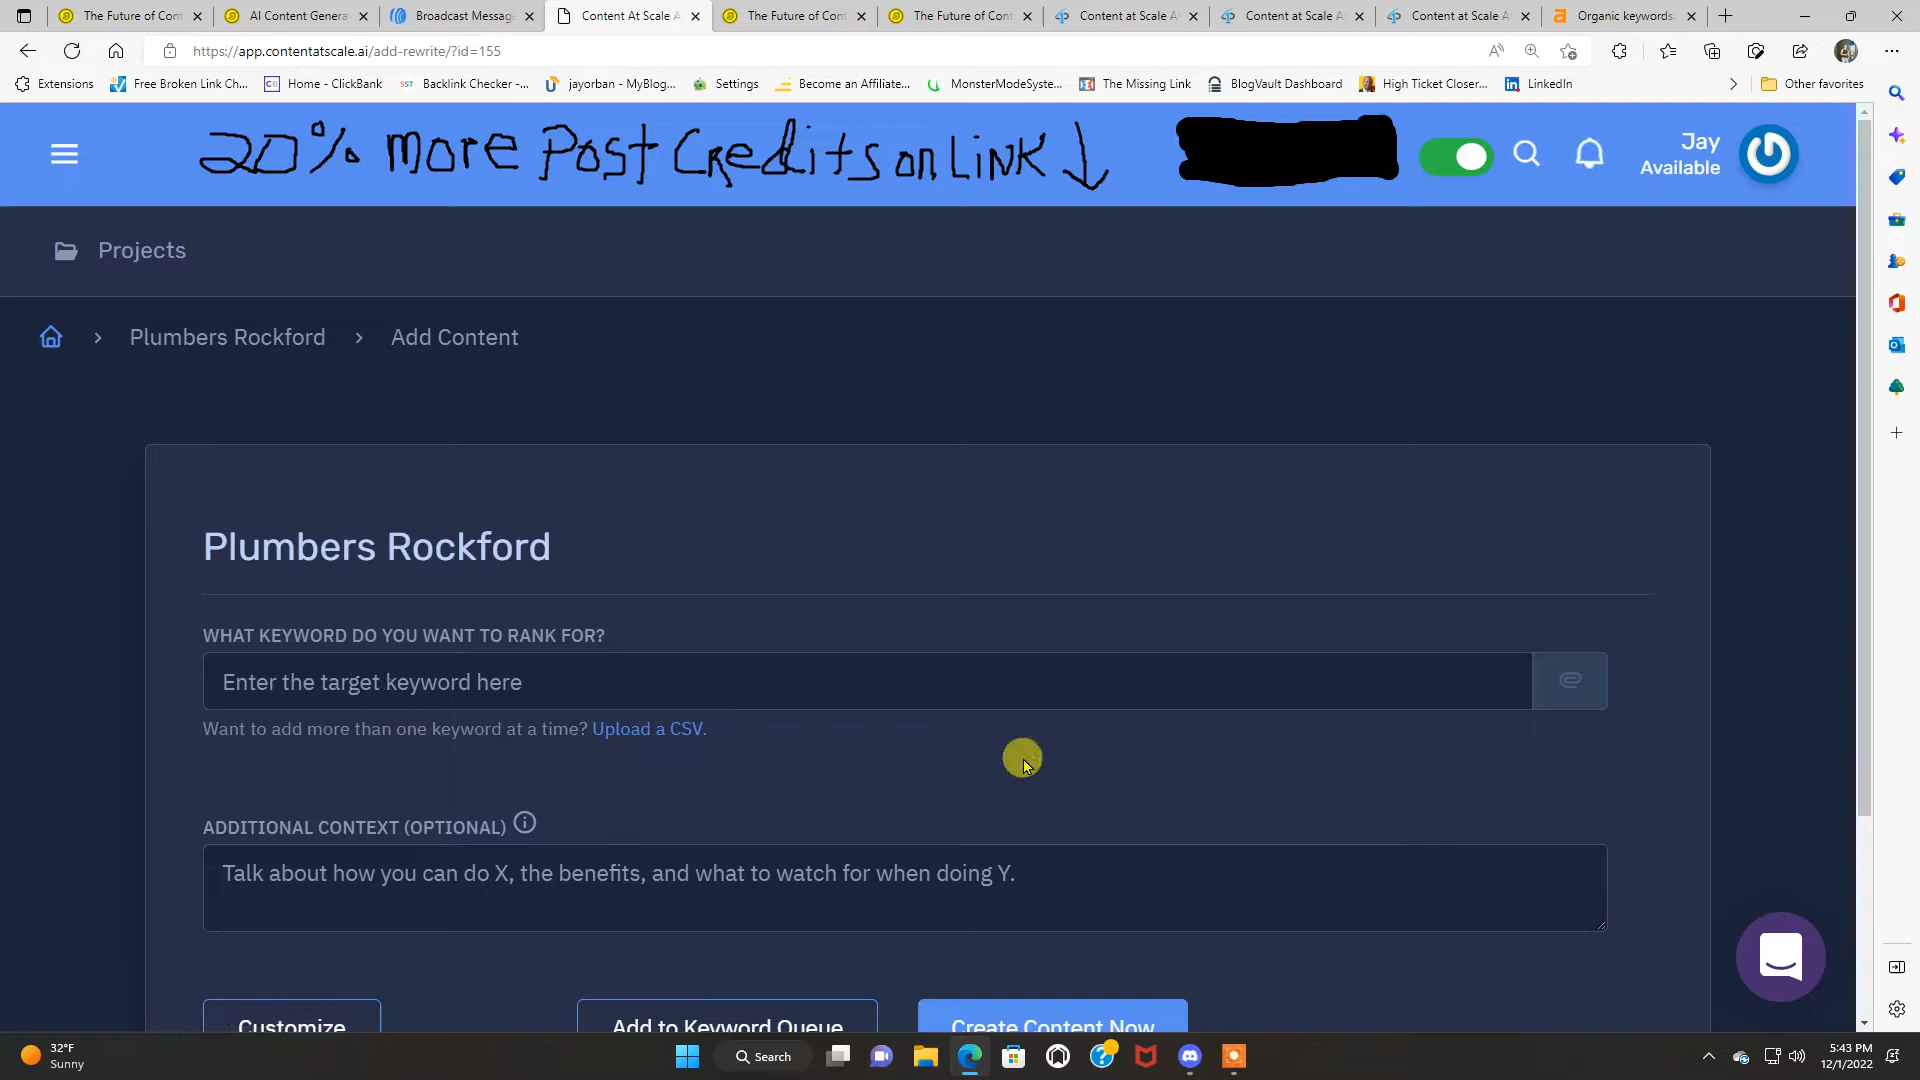 The Future of Cont
AI Content Genera
Broadcast Messag
Content At Scale A
The Future of Cont
The Future of Cont
Content at Scale A
Content at Scale A
Content at Scale A
Organic keywords
https://app.contentatscale.ai/add-rewrite/?id=155
Extensions
Free Broken Link Ch...
Home - ClickBank
Backlink Checker -...
jayorban - MyBlog...
Settings
Become an Affiliate...
MonsterModeSyste...
The Missing Link
BlogVault Dashboard
High Ticket Closer...
LinkedIn
Other favorites
20% more Post Credits on Link ↓
Jay
Available
Projects
Plumbers Rockford > Add Content
Plumbers Rockford
WHAT KEYWORD DO YOU WANT TO RANK FOR?
Enter the target keyword here
Want to add more than one keyword at a time? Upload a CSV.
ADDITIONAL CONTEXT (OPTIONAL)
Talk about how you can do X, the benefits, and what to watch for when doing Y.
Customize
Add to Keyword Queue
Create Content Now
32°F
Sunny
Search
5:43 PM
12/1/2022